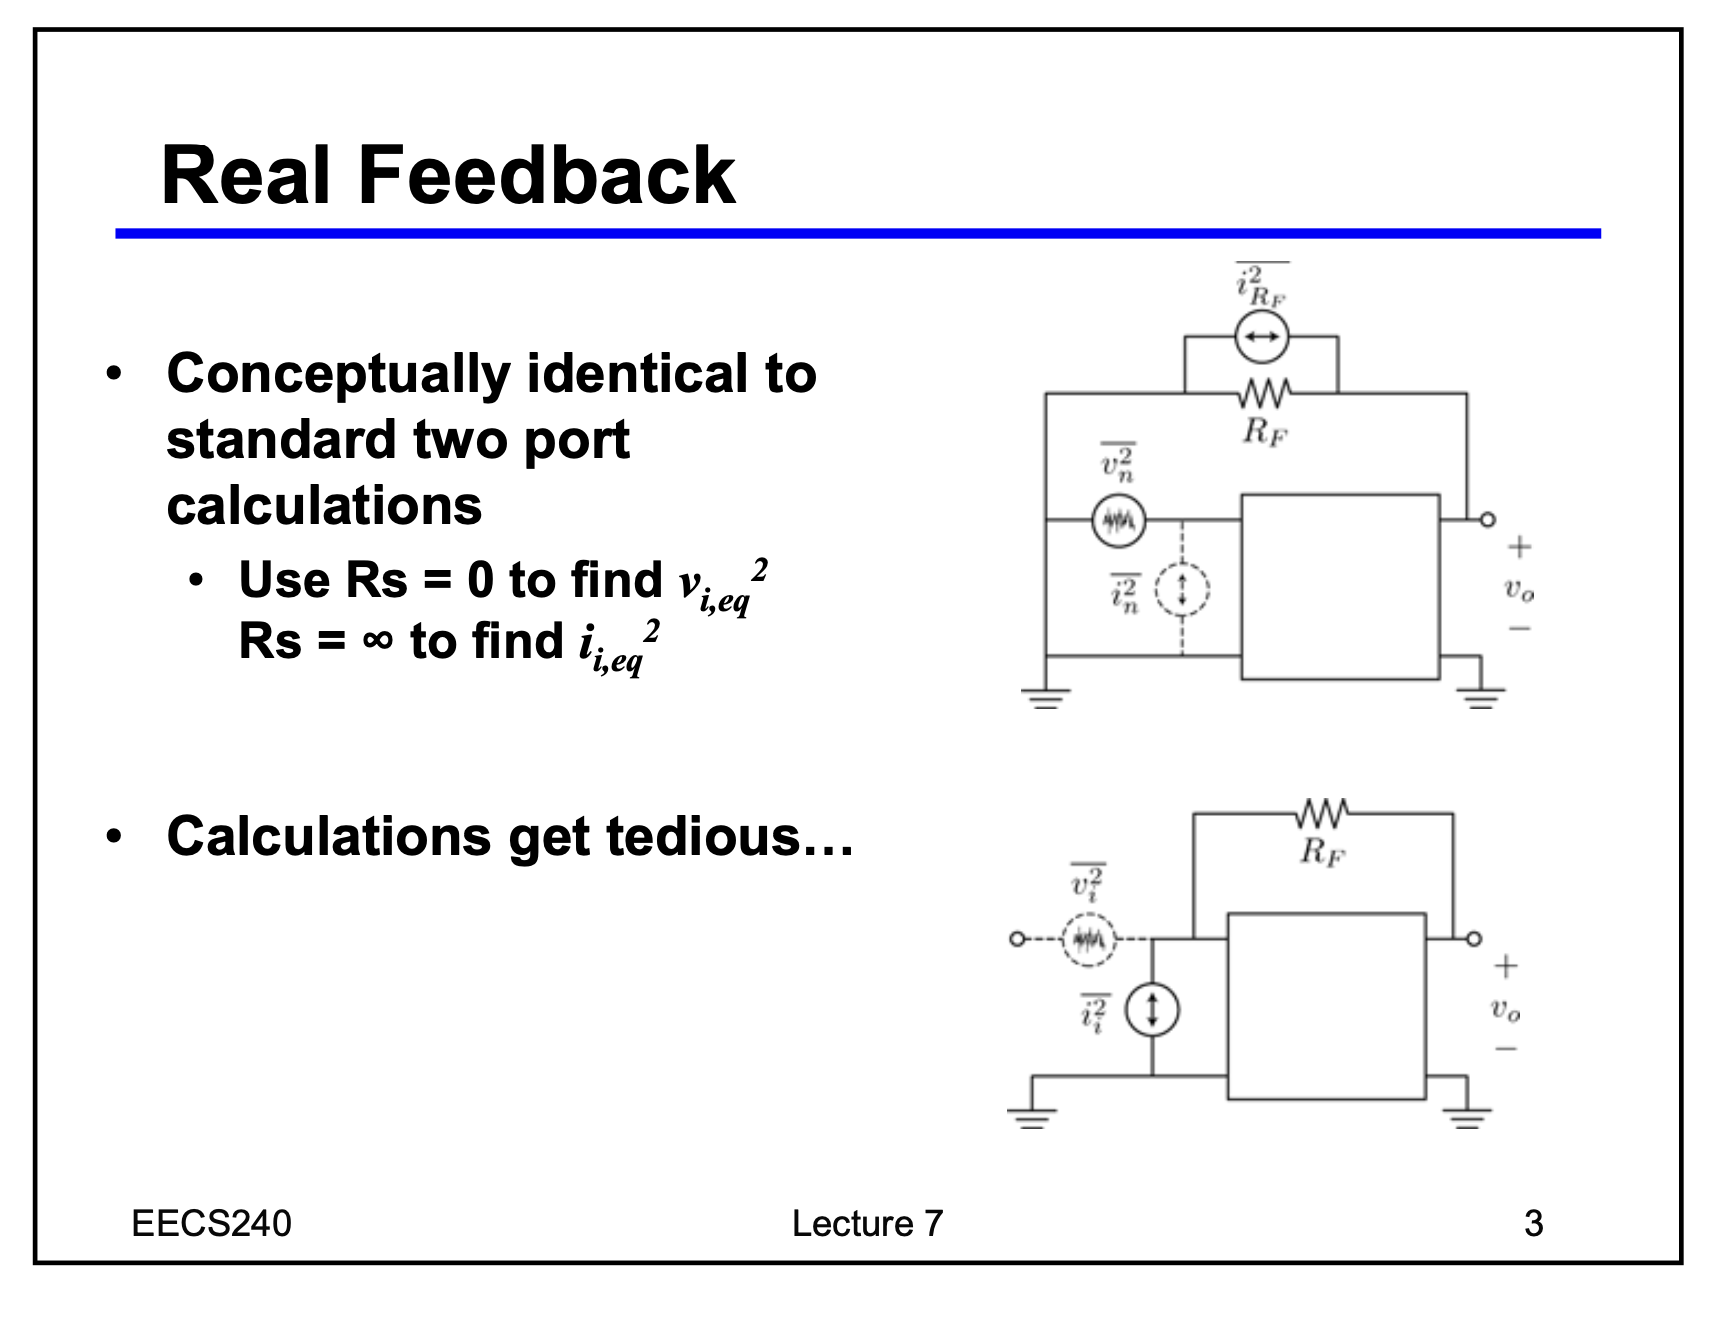 Real Feedback
• Conceptually identical to
standard two port
calculations
• Use Rs = 0 to find v_{i,eq}^2
Rs = ∞ to find i_{i,eq}^2
• Calculations get tedious…
\overline{i_{R_F}^2}
R_F
\overline{v_n^2}
\overline{i_n^2}
+
v_o
−
R_F
\overline{v_i^2}
\overline{i_i^2}
+
v_o
−
EECS240
Lecture 7
3